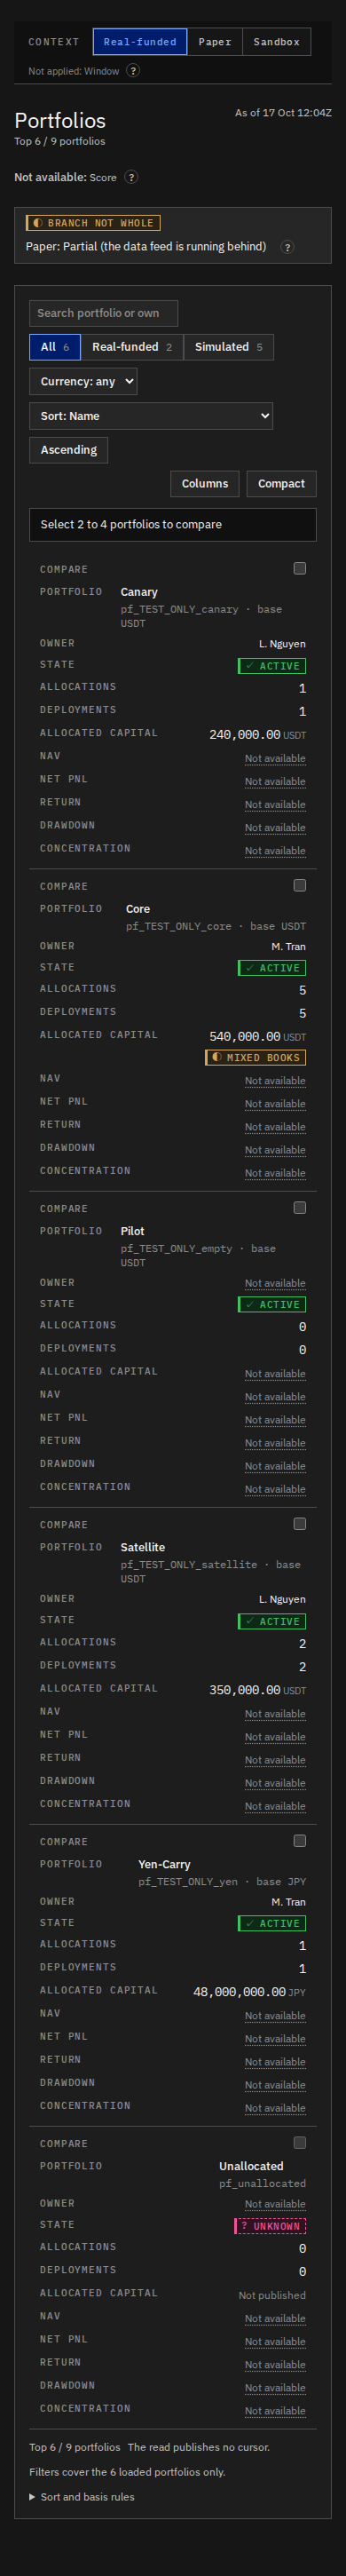 CONTEXT Real-funded Paper Sandbox
Not applied: Window ?
Portfolios As of 17 Oct 12:04Z
Top 6 / 9 portfolios
Not available: Score ?
BRANCH NOT WHOLE
Paper: Partial (the data feed is running behind) ?
Search portfolio or own
All 6 Real-funded 2 Simulated 5
Currency: any
Sort: Name
Ascending
Columns Compact
Select 2 to 4 portfolios to compare
COMPARE
PORTFOLIO Canary
pf_TEST_ONLY_canary · base
USDT
OWNER L. Nguyen
STATE ✓ ACTIVE
ALLOCATIONS 1
DEPLOYMENTS 1
ALLOCATED CAPITAL 240,000.00 USDT
NAV Not available
NET PNL Not available
RETURN Not available
DRAWDOWN Not available
CONCENTRATION Not available
COMPARE
PORTFOLIO Core
pf_TEST_ONLY_core · base USDT
OWNER M. Tran
STATE ✓ ACTIVE
ALLOCATIONS 5
DEPLOYMENTS 5
ALLOCATED CAPITAL 540,000.00 USDT
MIXED BOOKS
NAV Not available
NET PNL Not available
RETURN Not available
DRAWDOWN Not available
CONCENTRATION Not available
COMPARE
PORTFOLIO Pilot
pf_TEST_ONLY_empty · base
USDT
OWNER Not available
STATE ✓ ACTIVE
ALLOCATIONS 0
DEPLOYMENTS 0
ALLOCATED CAPITAL Not available
NAV Not available
NET PNL Not available
RETURN Not available
DRAWDOWN Not available
CONCENTRATION Not available
COMPARE
PORTFOLIO Satellite
pf_TEST_ONLY_satellite · base
USDT
OWNER L. Nguyen
STATE ✓ ACTIVE
ALLOCATIONS 2
DEPLOYMENTS 2
ALLOCATED CAPITAL 350,000.00 USDT
NAV Not available
NET PNL Not available
RETURN Not available
DRAWDOWN Not available
CONCENTRATION Not available
COMPARE
PORTFOLIO Yen-Carry
pf_TEST_ONLY_yen · base JPY
OWNER M. Tran
STATE ✓ ACTIVE
ALLOCATIONS 1
DEPLOYMENTS 1
ALLOCATED CAPITAL 48,000,000.00 JPY
NAV Not available
NET PNL Not available
RETURN Not available
DRAWDOWN Not available
CONCENTRATION Not available
COMPARE
PORTFOLIO Unallocated
pf_unallocated
OWNER Not available
STATE ? UNKNOWN
ALLOCATIONS 0
DEPLOYMENTS 0
ALLOCATED CAPITAL Not published
NAV Not available
NET PNL Not available
RETURN Not available
DRAWDOWN Not available
CONCENTRATION Not available
Top 6 / 9 portfolios The read publishes no cursor.
Filters cover the 6 loaded portfolios only.
Sort and basis rules